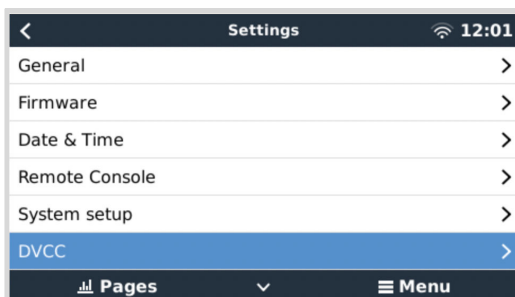 Settings 12:01
General
Firmware
Date & Time
Remote Console
System setup
DVCC
Pages Menu